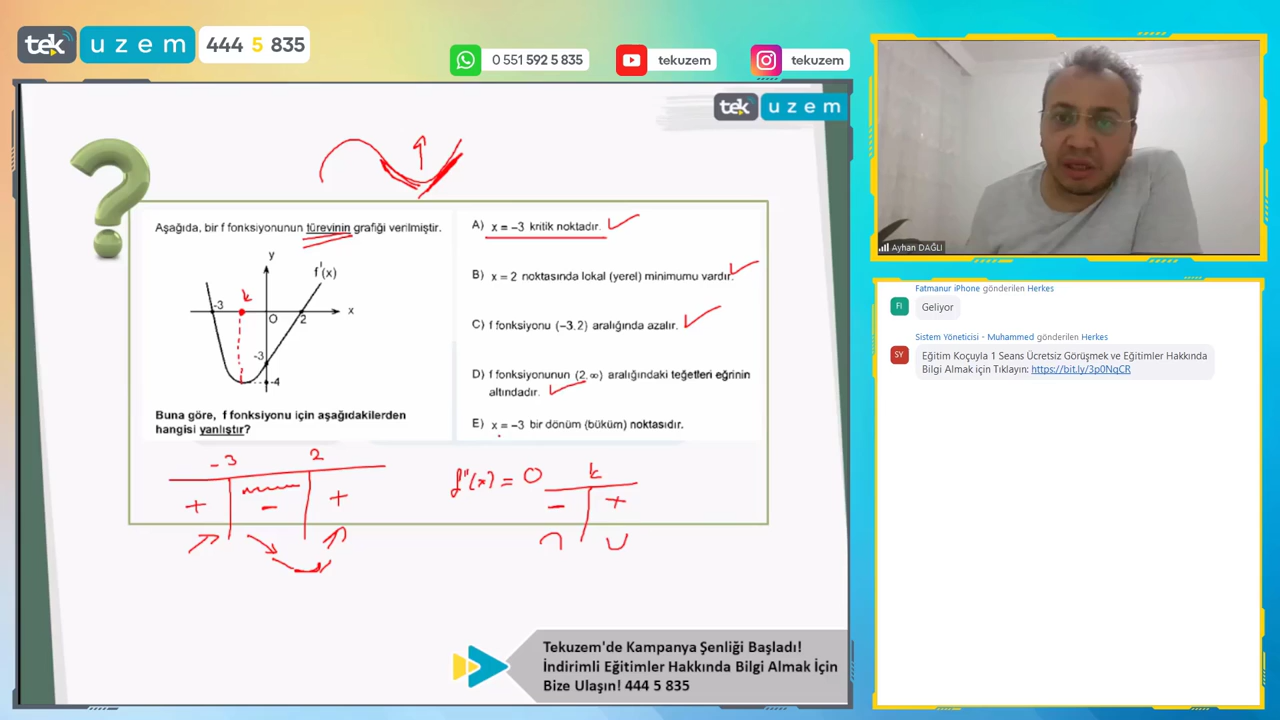 tek uzem 444 5 835
0 551 592 5 835
tekuzem
tekuzem
tek uzem
Aşağıda, bir f fonksiyonunun türevinin grafiği verilmiştir.
y
f'(x)
-3
k
x
O
2
-3
-4
Buna göre, f fonksiyonu için aşağıdakilerden
hangisi yanlıştır?
A) x = -3 kritik noktadır.
B) x = 2 noktasında lokal (yerel) minimumu vardır.
C) f fonksiyonu (-3.2) aralığında azalır.
D) f fonksiyonunun (2,∞) aralığındaki teğetleri eğrinin
altındadır.
E) x = -3 bir dönüm (büküm) noktasıdır.
-3 2
+ - +
f''(x) = 0 k
- +
Tekuzem'de Kampanya Şenliği Başladı!
İndirimli Eğitimler Hakkında Bilgi Almak İçin
Bize Ulaşın! 444 5 835
Ayhan DAĞLI
Fatmanur iPhone gönderilen Herkes
FI
Geliyor
Sistem Yöneticisi - Muhammed gönderilen Herkes
SY
Eğitim Koçuyla 1 Seans Ücretsiz Görüşmek ve Eğitimler Hakkında
Bilgi Almak için Tıklayın: https://bit.ly/3p0NqCR